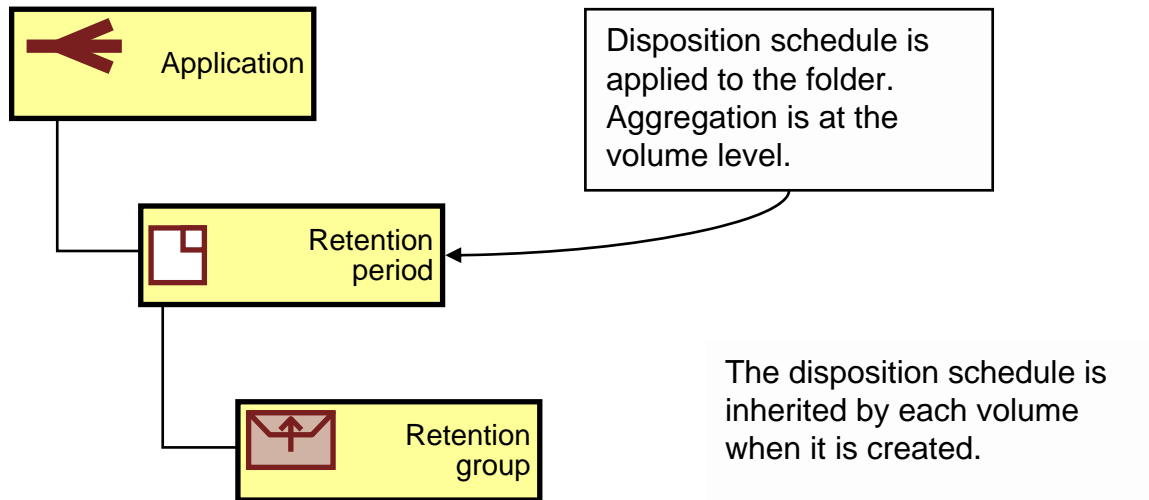 Application
Disposition schedule is
applied to the folder.
Aggregation is at the
volume level.
Retention
period
The disposition schedule is
inherited by each volume
when it is created.
Retention
group